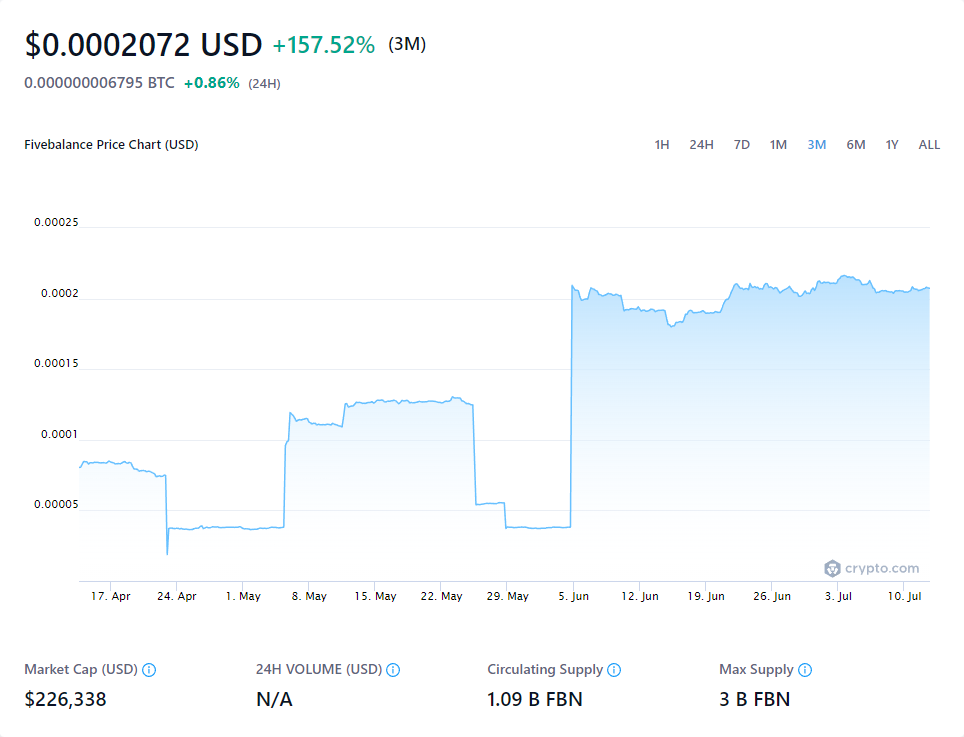 $0.0002072 USD +157.52% (3M)
0.000000006795 BTC +0.86% (24H)
Fivebalance Price Chart (USD) 1H 24H 7D 1M 3M 6M 1Y ALL
0.00025
0.0002
0.00015
0.0001
0.00005
crypto.com
17. Apr 24. Apr 1. May 8. May 15. May 22. May 29. May 5. Jun 12. Jun 19. Jun 26. Jun 3. Jul 10. Jul
Market Cap (USD) 24H VOLUME (USD) Circulating Supply Max Supply
$226,338 N/A 1.09 B FBN 3 B FBN